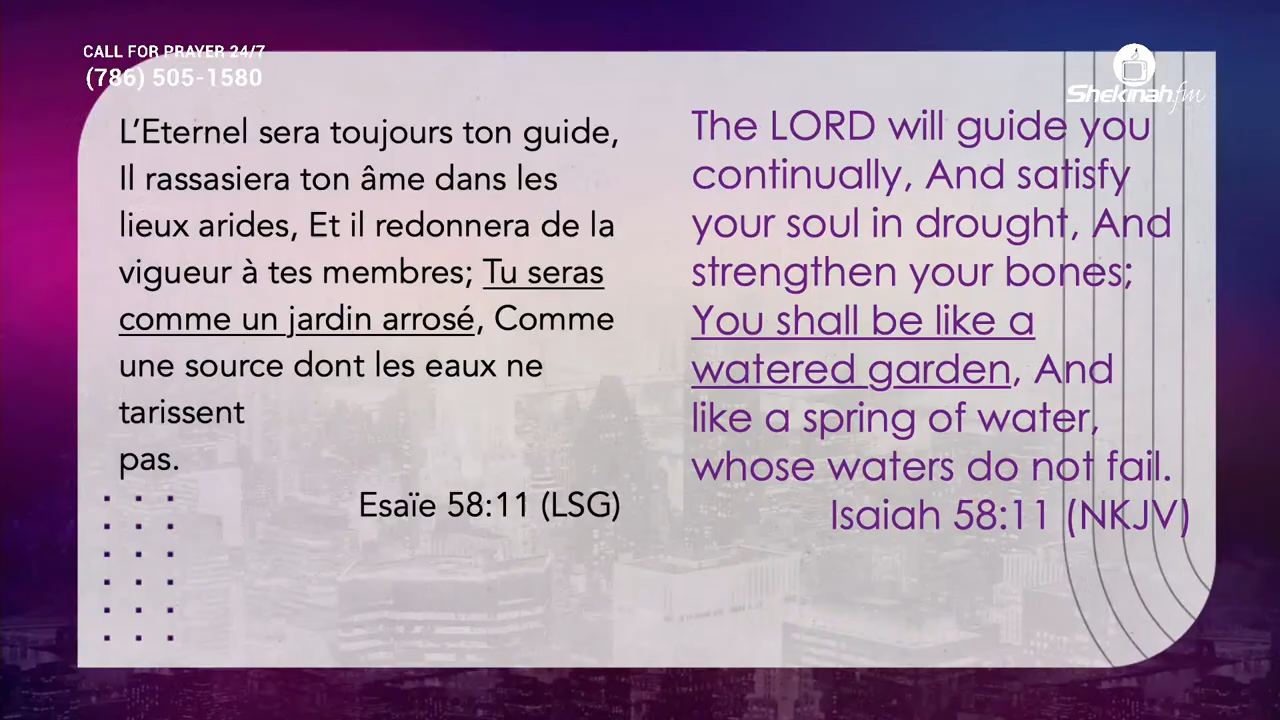 CALL FOR PRAYER 24/7
(786) 505-1580
Shekinah.fm
L’Eternel sera toujours ton guide,
Il rassasiera ton âme dans les
lieux arides, Et il redonnera de la
vigueur à tes membres; Tu seras
comme un jardin arrosé, Comme
une source dont les eaux ne
tarissent
pas.
Esaïe 58:11 (LSG)
The LORD will guide you
continually, And satisfy
your soul in drought, And
strengthen your bones;
You shall be like a
watered garden, And
like a spring of water,
whose waters do not fail.
Isaiah 58:11 (NKJV)